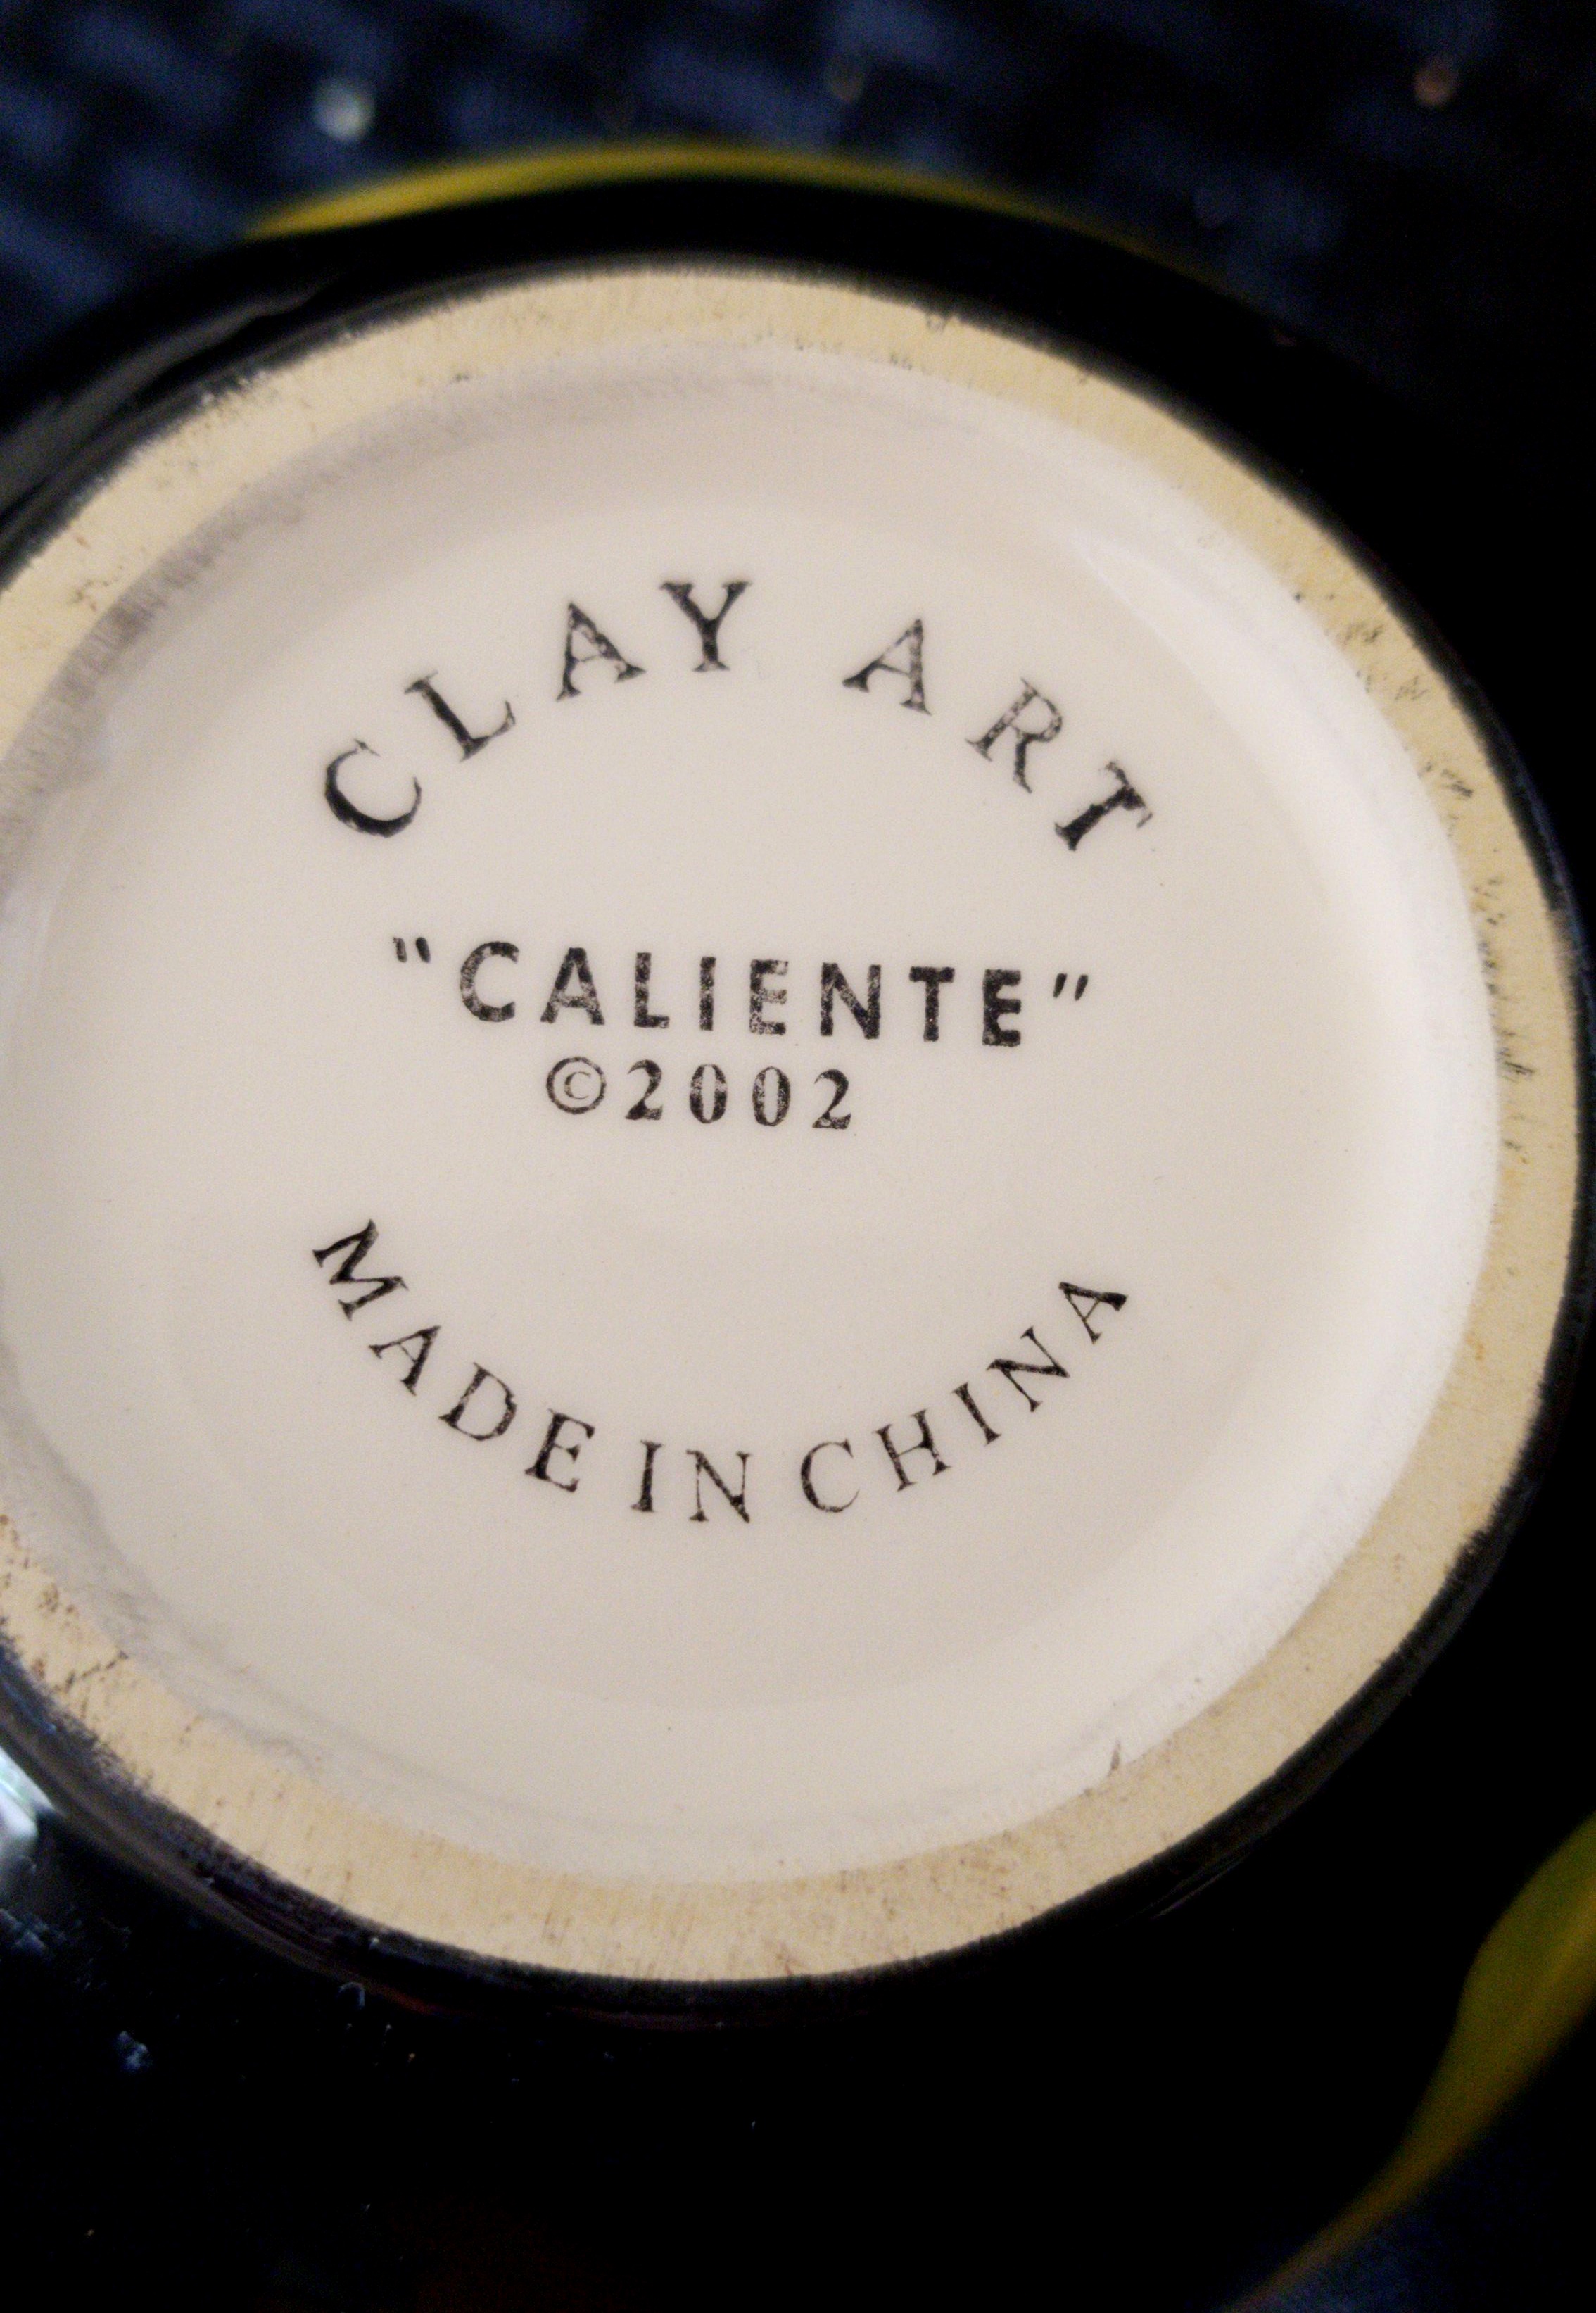 CLAY ART
"CALIENTE"
©2002
MADE IN CHINA